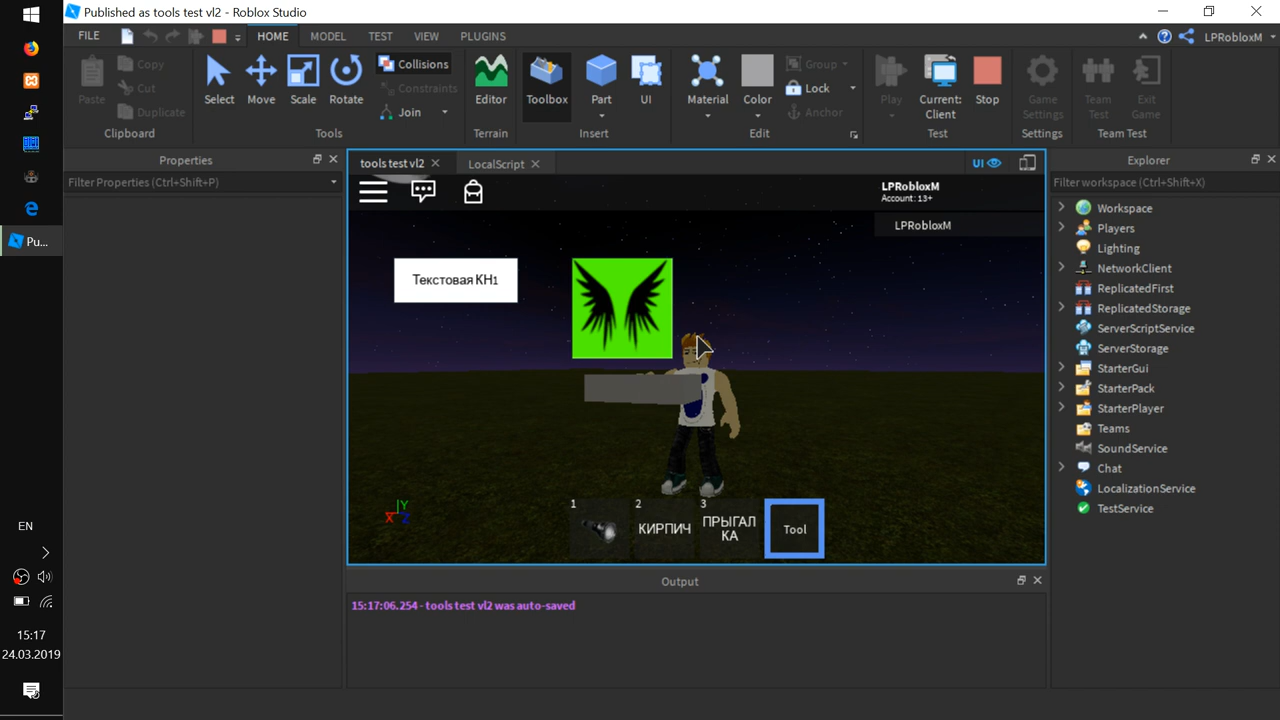 Published as tools test vl2 - Roblox Studio
FILE
HOME
MODEL
TEST
VIEW
PLUGINS
LPRobloxM
Paste
Copy
Cut
Duplicate
Clipboard
Select
Move
Scale
Rotate
Collisions
Constraints
Join
Tools
Editor
Terrain
Toolbox
Part
UI
Insert
Material
Color
Group
Lock
Anchor
Edit
Play
Current:
Client
Stop
Test
Game
Settings
Settings
Team
Test
Exit
Game
Team Test
Properties
Filter Properties (Ctrl+Shift+P)
tools test vl2
LocalScript
UI
LPRobloxM
Account: 13+
LPRobloxM
Текстовая КН1
Y
X
Z
1
2
КИРПИЧ
3
ПРЫГАЛ
КА
Tool
Output
15:17:06.254 - tools test vl2 was auto-saved
Explorer
Filter workspace (Ctrl+Shift+X)
Workspace
Players
Lighting
NetworkClient
ReplicatedFirst
ReplicatedStorage
ServerScriptService
ServerStorage
StarterGui
StarterPack
StarterPlayer
Teams
SoundService
Chat
LocalizationService
TestService
Pu...
EN
15:17
24.03.2019